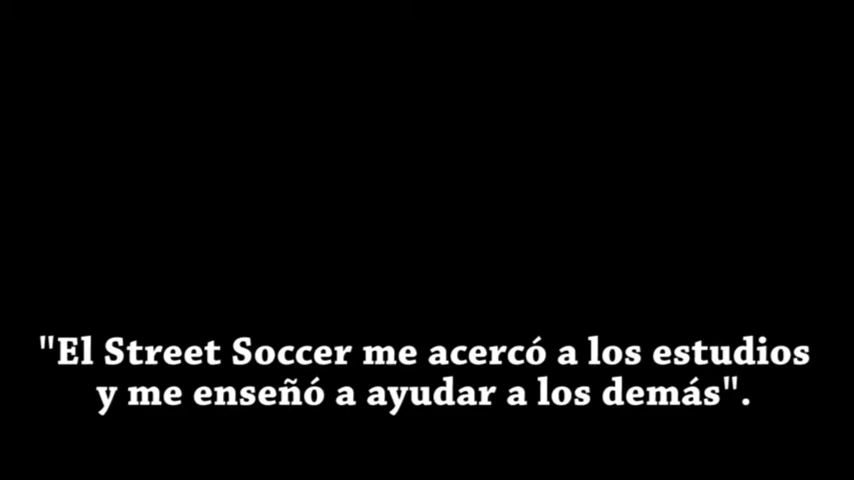 "El Street Soccer me acercó a los estudios
y me enseñó a ayudar a los demás".